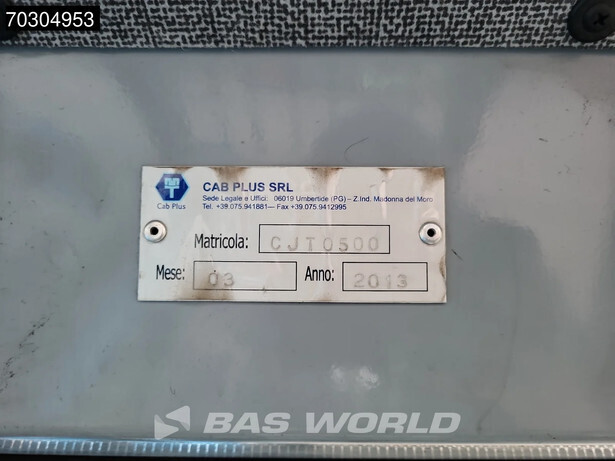 70304953
CAB PLUS SRL
Cab Plus
Sede Legale e Uffici: 06019 Umbertide (PG) – Z.Ind. Madonna del Moro
Tel. +39.075.941881— Fax +39.075.9412995
Matricola: CJT0500
Mese: 03 Anno: 2013
BAS WORLD